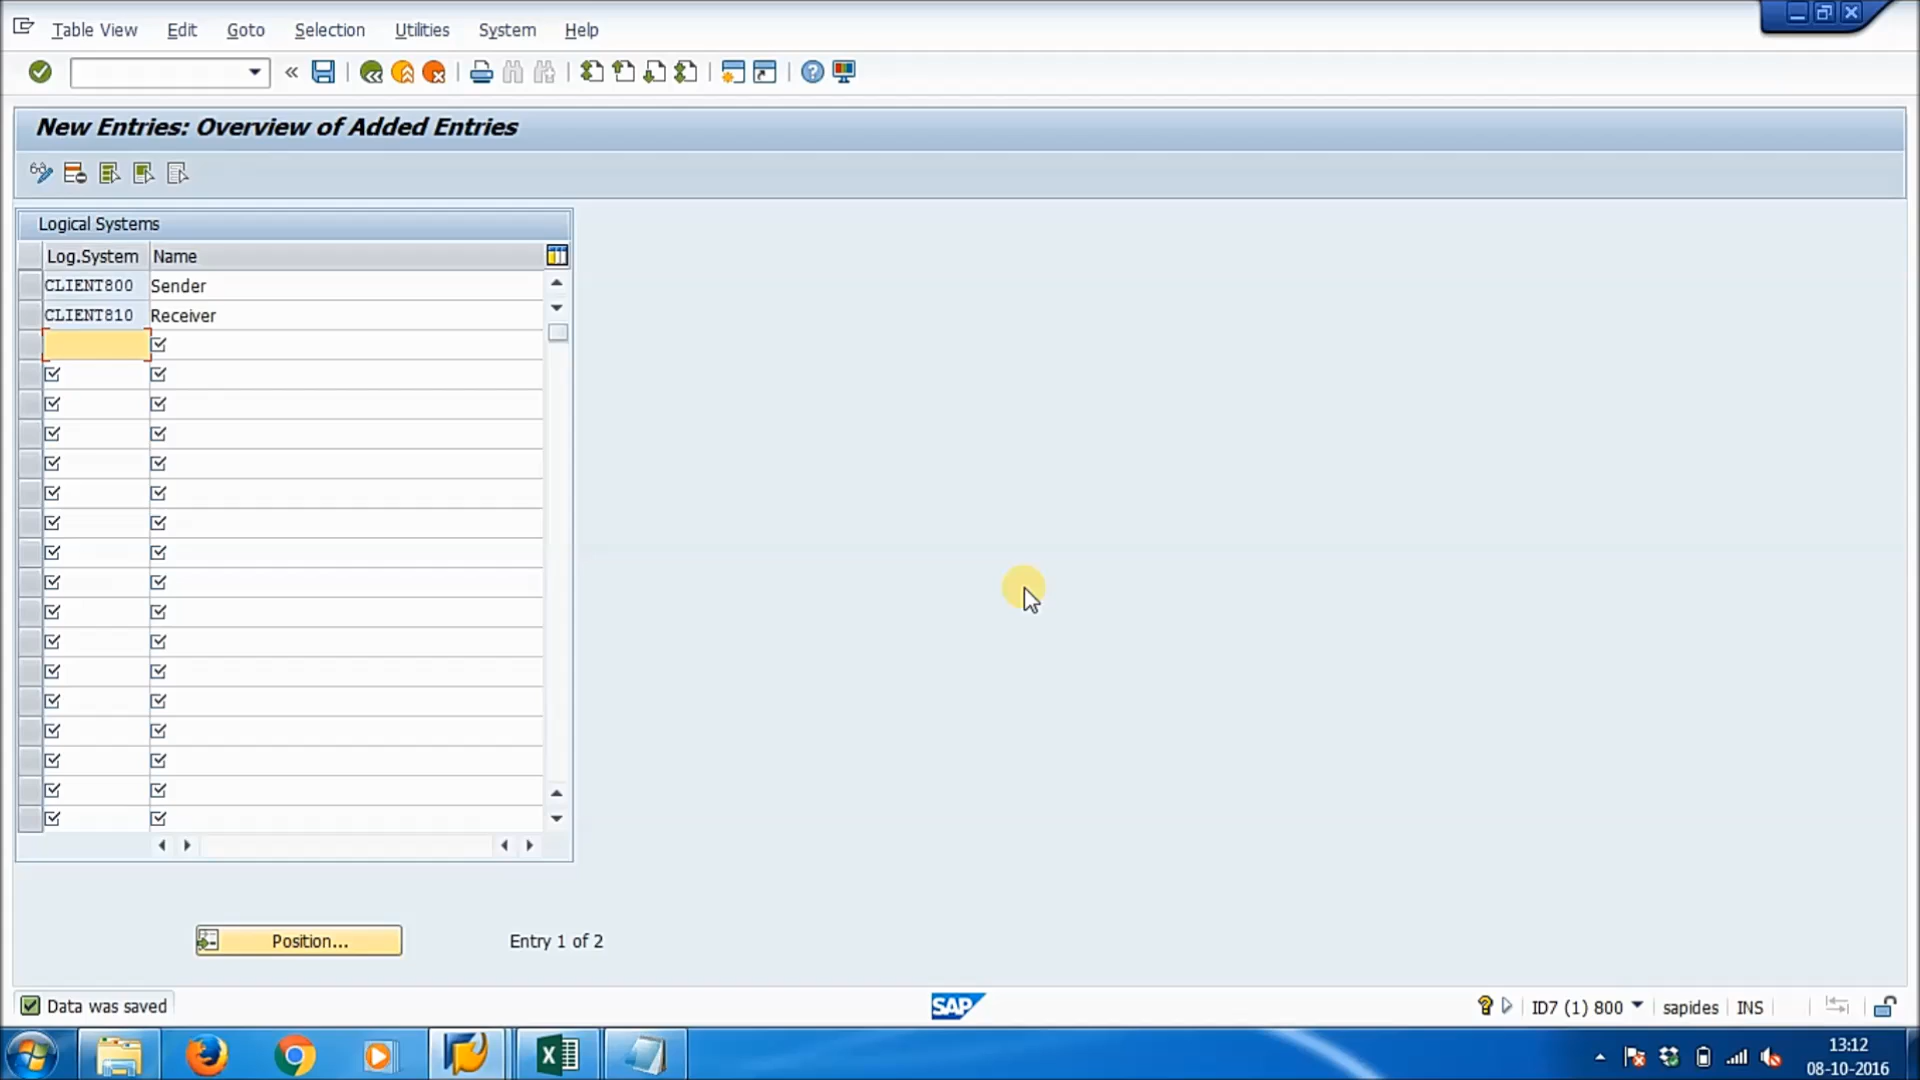 Table View Edit Goto Selection Utilities System Help
New Entries: Overview of Added Entries
Logical Systems
Log.System Name
CLIENT800 Sender
CLIENT810 Receiver
Position... Entry 1 of 2
Data was saved SAP ID7 (1) 800 sapides INS
13:12
08-10-2016